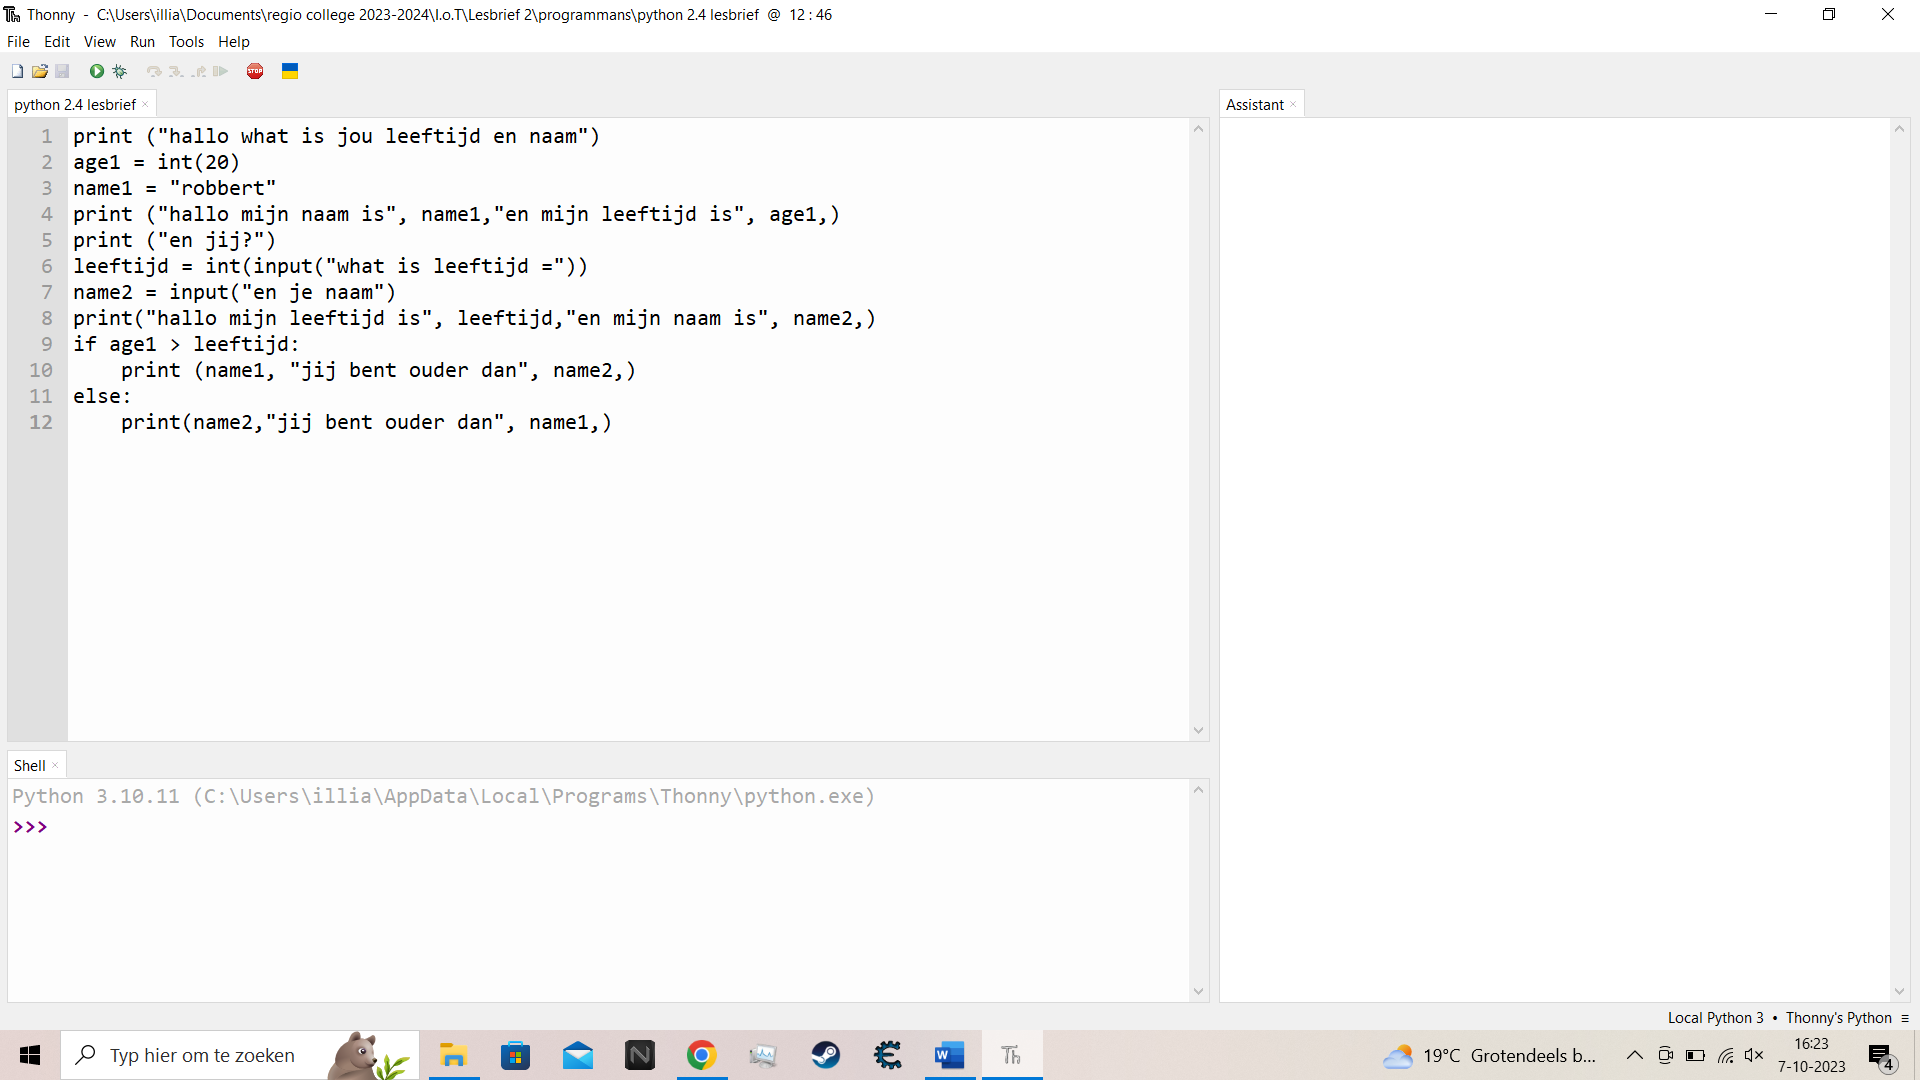 Thonny - C:\Users\illia\Documents\regio college 2023-2024\I.o.T\Lesbrief 2\programmans\python 2.4 lesbrief @ 12 : 46
File Edit View Run Tools Help
STOP
python 2.4 lesbrief ×
Assistant ×
1 print ("hallo what is jou leeftijd en naam")
2 age1 = int(20)
3 name1 = "robbert"
4 print ("hallo mijn naam is", name1,"en mijn leeftijd is", age1,)
5 print ("en jij?")
6 leeftijd = int(input("what is leeftijd ="))
7 name2 = input("en je naam")
8 print("hallo mijn leeftijd is", leeftijd,"en mijn naam is", name2,)
9 if age1 > leeftijd:
10     print (name1, "jij bent ouder dan", name2,)
11 else:
12     print(name2,"jij bent ouder dan", name1,)
Shell ×
Python 3.10.11 (C:\Users\illia\AppData\Local\Programs\Thonny\python.exe)
>>>
Local Python 3 • Thonny's Python ≡
Typ hier om te zoeken
19°C Grotendeels b...
16:23
7-10-2023
4